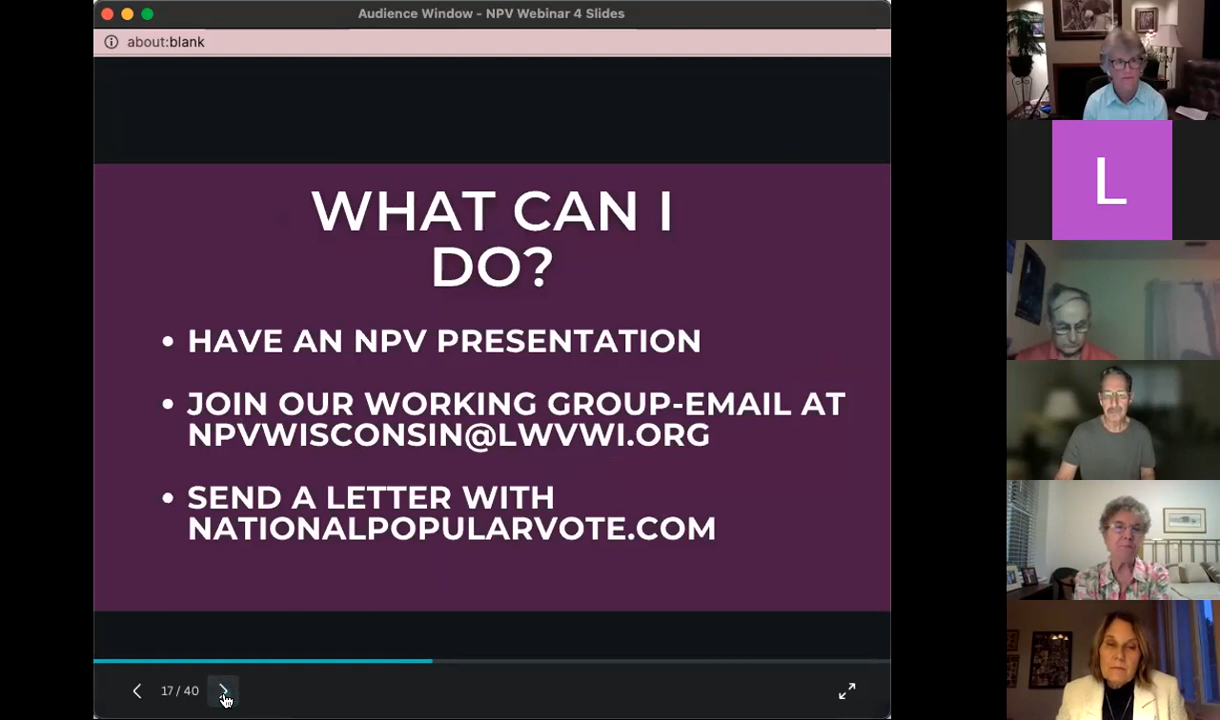 Audience Window - NPV Webinar 4 Slides
about:blank
WHAT CAN I
DO?
• HAVE AN NPV PRESENTATION
• JOIN OUR WORKING GROUP-EMAIL AT
NPVWISCONSIN@LWVWI.ORG
• SEND A LETTER WITH
NATIONALPOPULARVOTE.COM
17 / 40
L